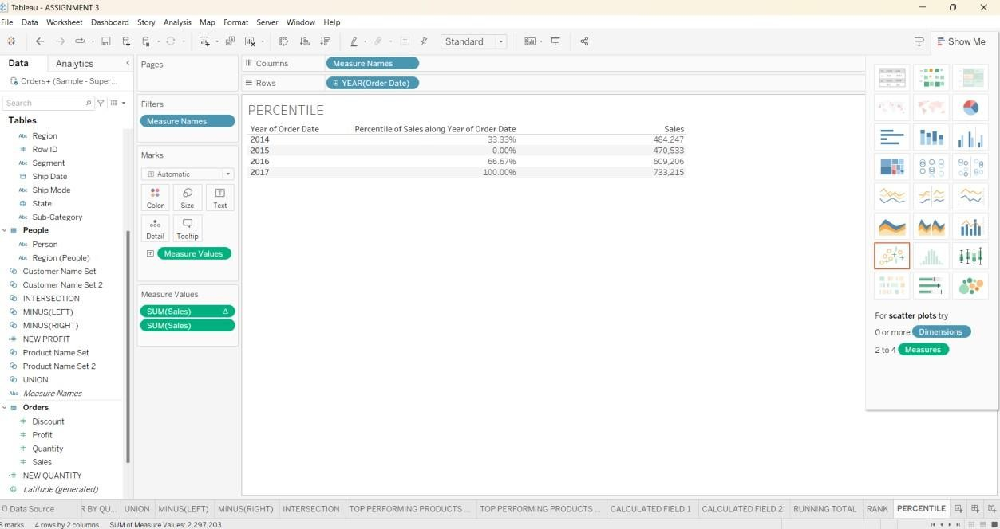 Tableau - ASSIGNMENT 3
File Data Worksheet Dashboard Story Analysis Map Format Server Window Help
Standard
Show Me
Data Analytics
Orders+ (Sample - Super...
Search
Tables
Abc Region
# Row ID
Abc Segment
Ship Date
Abc Ship Mode
State
Abc Sub-Category
People
Abc Person
Abc Region (People)
Customer Name Set
Customer Name Set 2
INTERSECTION
MINUS(LEFT)
MINUS(RIGHT)
NEW PROFIT
Product Name Set
Product Name Set 2
UNION
Abc Measure Names
Orders
# Discount
# Profit
# Quantity
# Sales
NEW QUANTITY
Latitude (generated)
Pages
Filters
Measure Names
Marks
Automatic
Color Size Text
Detail Tooltip
Measure Values
Measure Values
SUM(Sales) Δ
SUM(Sales)
Columns Measure Names
Rows YEAR(Order Date)
PERCENTILE
Year of Order Date Percentile of Sales along Year of Order Date Sales
2014 33.33% 484,247
2015 0.00% 470,533
2016 66.67% 609,206
2017 100.00% 733,215
For scatter plots try
0 or more Dimensions
2 to 4 Measures
Data Source R BY QU... UNION MINUS(LEFT) MINUS(RIGHT) INTERSECTION TOP PERFORMING PRODUCTS ... TOP PERFORMING PRODUCTS ... CALCULATED FIELD 1 CALCULATED FIELD 2 RUNNING TOTAL RANK PERCENTILE
8 marks 4 rows by 2 columns SUM of Measure Values: 2,297,203